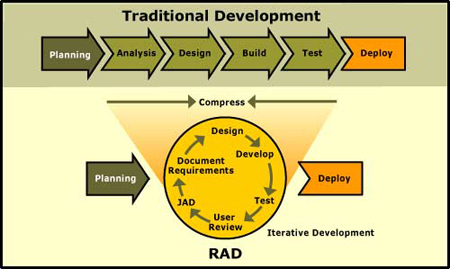 Traditional Development
Planning
Analysis
Design
Build
Test
Deploy
Compress
Design
Develop
Test
User
Review
JAD
Document
Requirements
Planning
Deploy
Iterative Development
RAD